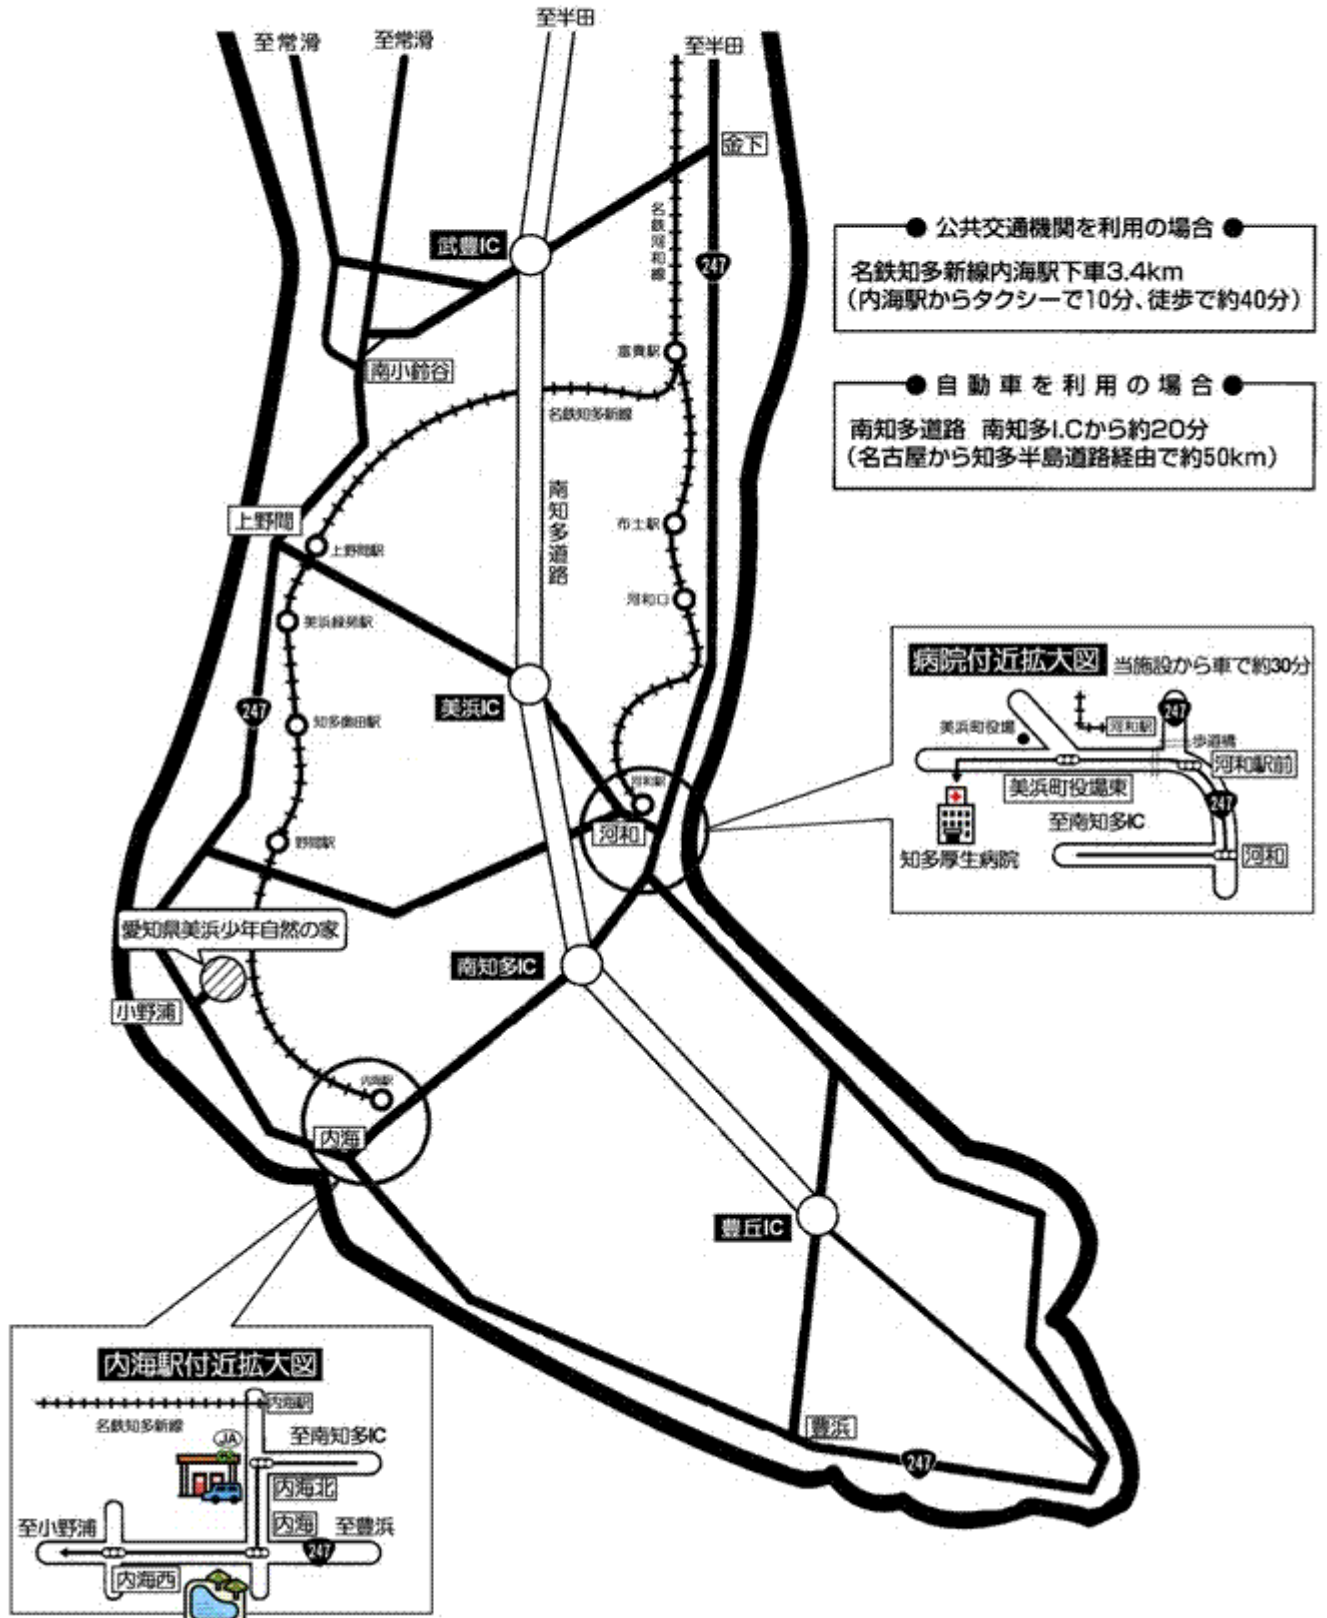 至半田
至常滑
至常滑
至半田
金下
武豊IC
名鉄河和線
247
富貴駅
南小鈴谷
名鉄知多新線
南知多道路
上野間
上野間駅
布土駅
河和口
美浜緑苑駅
247
知多奥田駅
美浜IC
河和駅
河和
野間駅
愛知県美浜少年自然の家
小野浦
南知多IC
内海駅
内海
豊丘IC
豊浜
247
● 公共交通機関を利用の場合 ●
名鉄知多新線内海駅下車3.4km
(内海駅からタクシーで10分、徒歩で約40分)
● 自動車を利用の場合 ●
南知多道路 南知多I.Cから約20分
(名古屋から知多半島道路経由で約50km)
病院付近拡大図 当施設から車で約30分
247
美浜町役場
河和駅
歩道橋
河和駅前
美浜町役場東
247
至南知多IC
知多厚生病院
河和
内海駅付近拡大図
内海駅
名鉄知多新線
JA
至南知多IC
内海北
至小野浦
内海
至豊浜
247
内海西